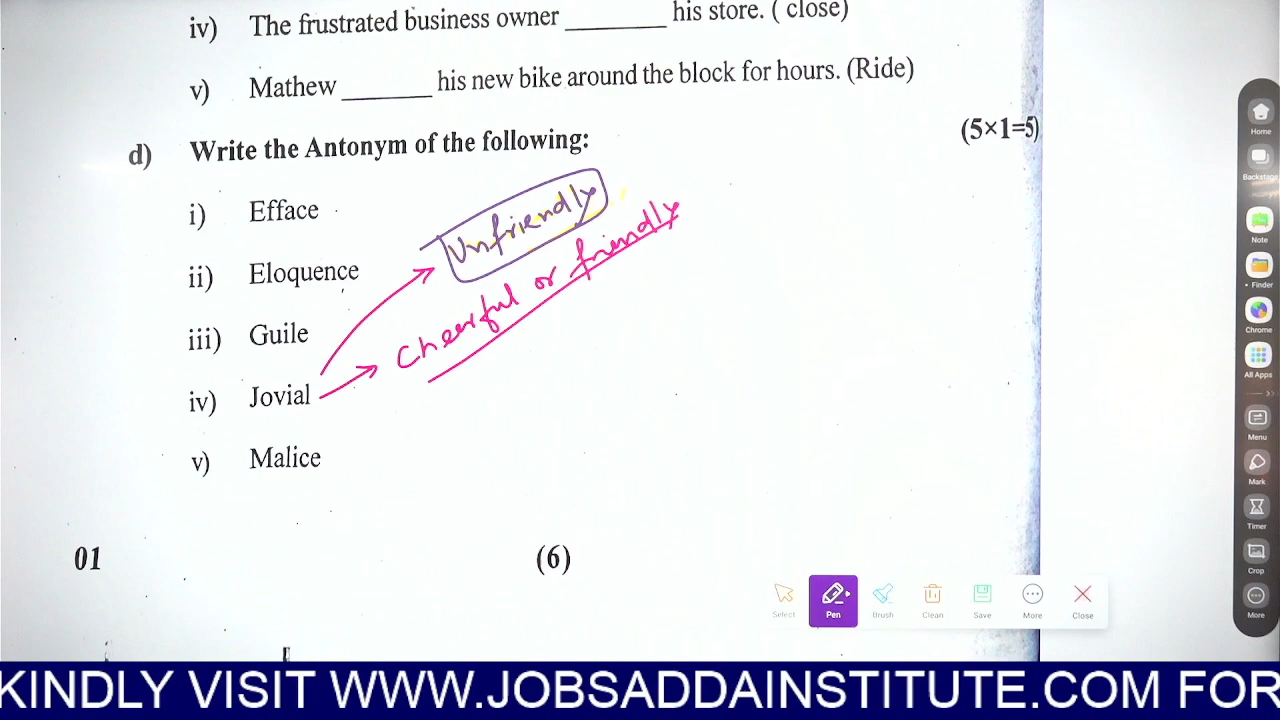 iv) The frustrated business owner ________ his store. ( close)
v) Mathew ________ his new bike around the block for hours. (Ride)
d) Write the Antonym of the following: (5×1=5)
i) Efface
Unfriendly
ii) Eloquence
Cheerful or friendly
iii) Guile
iv) Jovial
v) Malice
01 (6)
Home
Backstage
Note
• Finder
Chrome
All Apps
Menu
Mark
Timer
Crop
More
Select Pen Brush Clean Save More Close
KINDLY VISIT WWW.JOBSADDAINSTITUTE.COM FOR